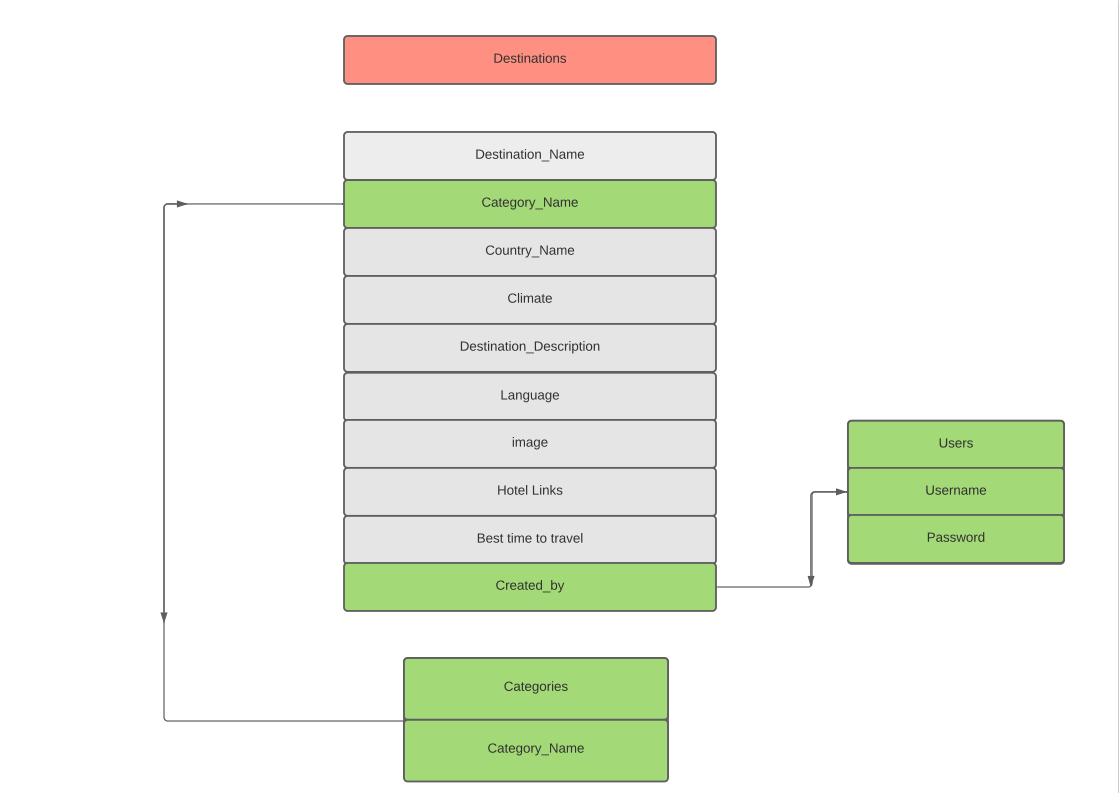 Destinations
Destination_Name
Category_Name
Country_Name
Climate
Destination_Description
Language
image
Hotel Links
Best time to travel
Created_by
Users
Username
Password
Categories
Category_Name